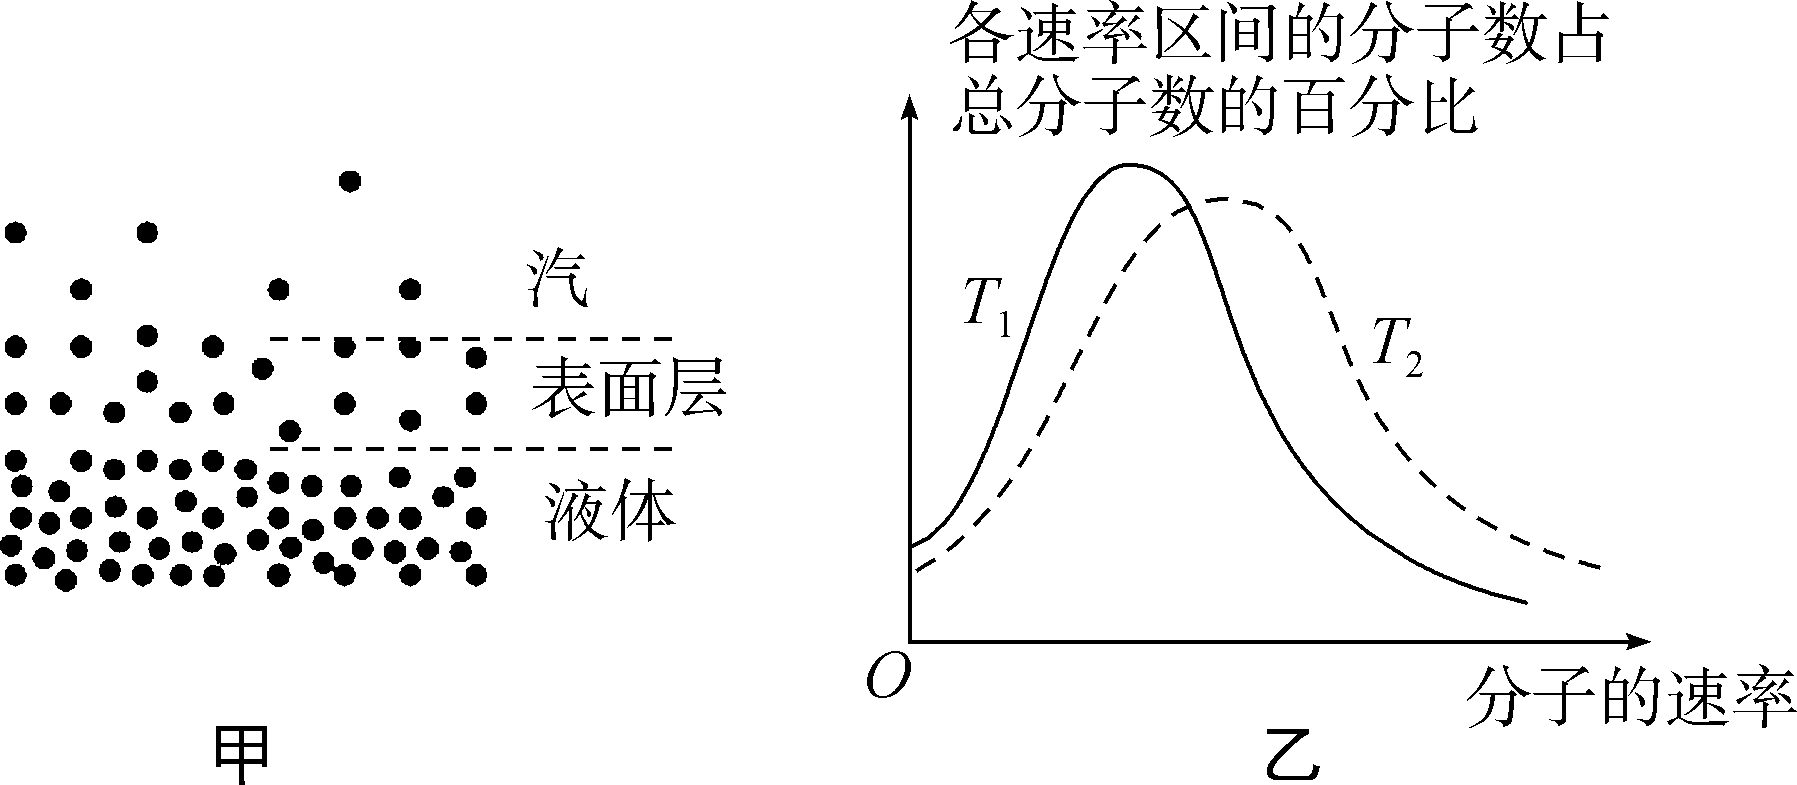 汽
表面层
液体
甲
各速率区间的分子数占
总分子数的百分比
T1
T2
O
分子的速率
乙